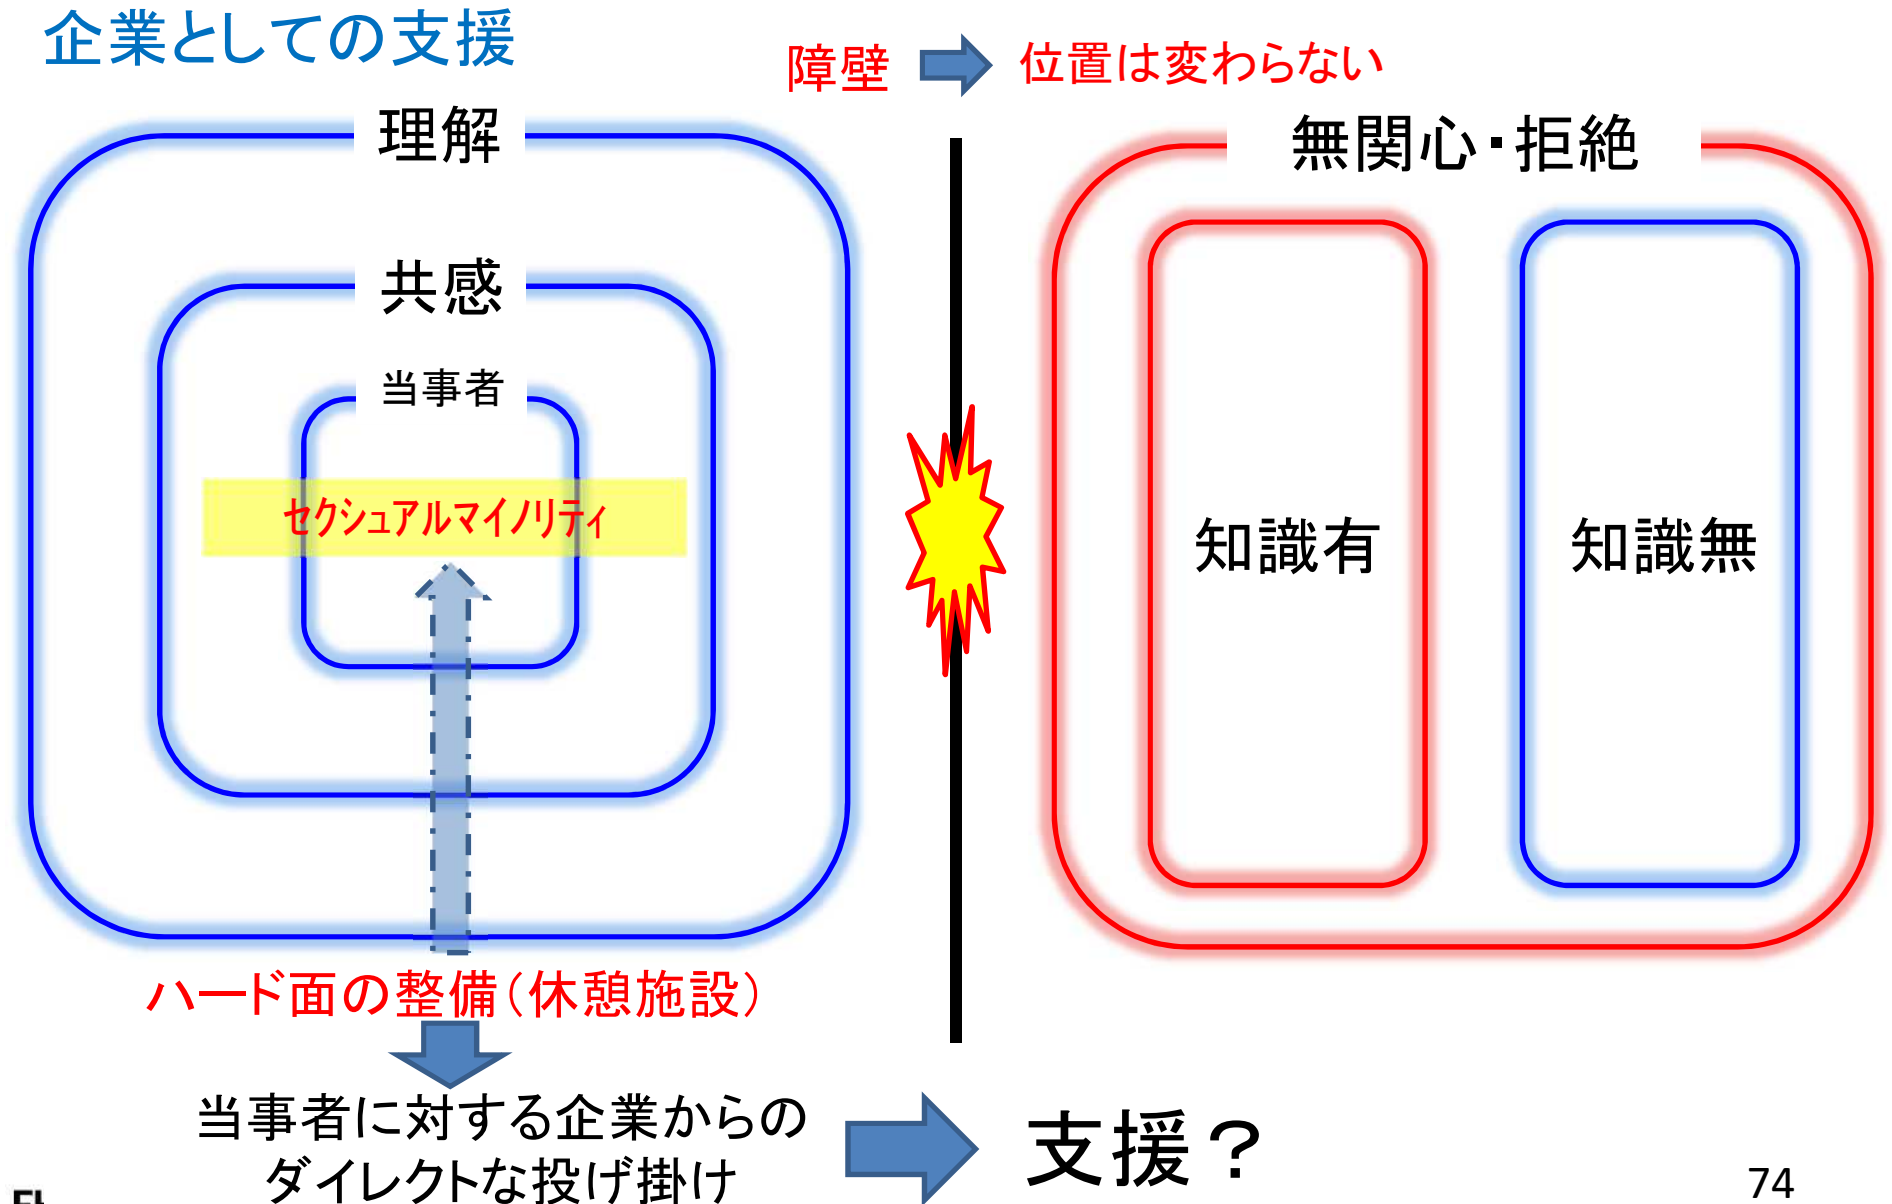 企業としての支援
障壁
位置は変わらない
理解
無関心・拒絶
共感
当事者
セクシュアルマイノリティ
知識有
知識無
ハード面の整備(休憩施設)
当事者に対する企業からの
ダイレクトな投げ掛け
支援?
74